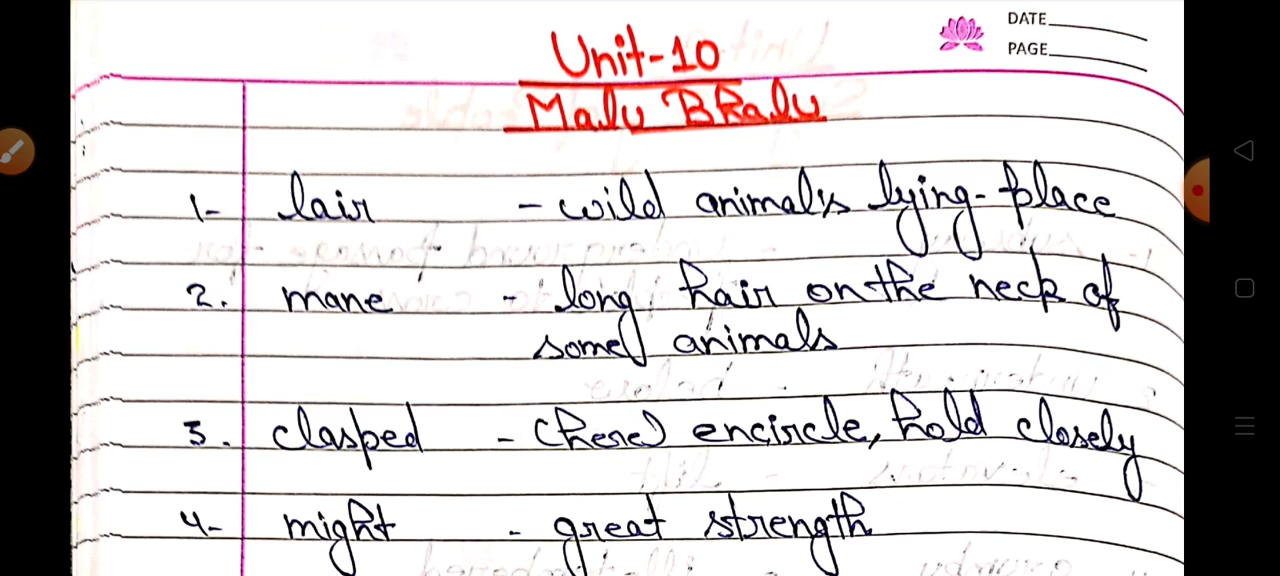 DATE
PAGE
Unit-10
Malu Bhalu
1- lair - wild animal's lying-place
2. mane - long hair on the neck of
some animals
3. clasped - (here) encircle, hold closely
4- might - great strength